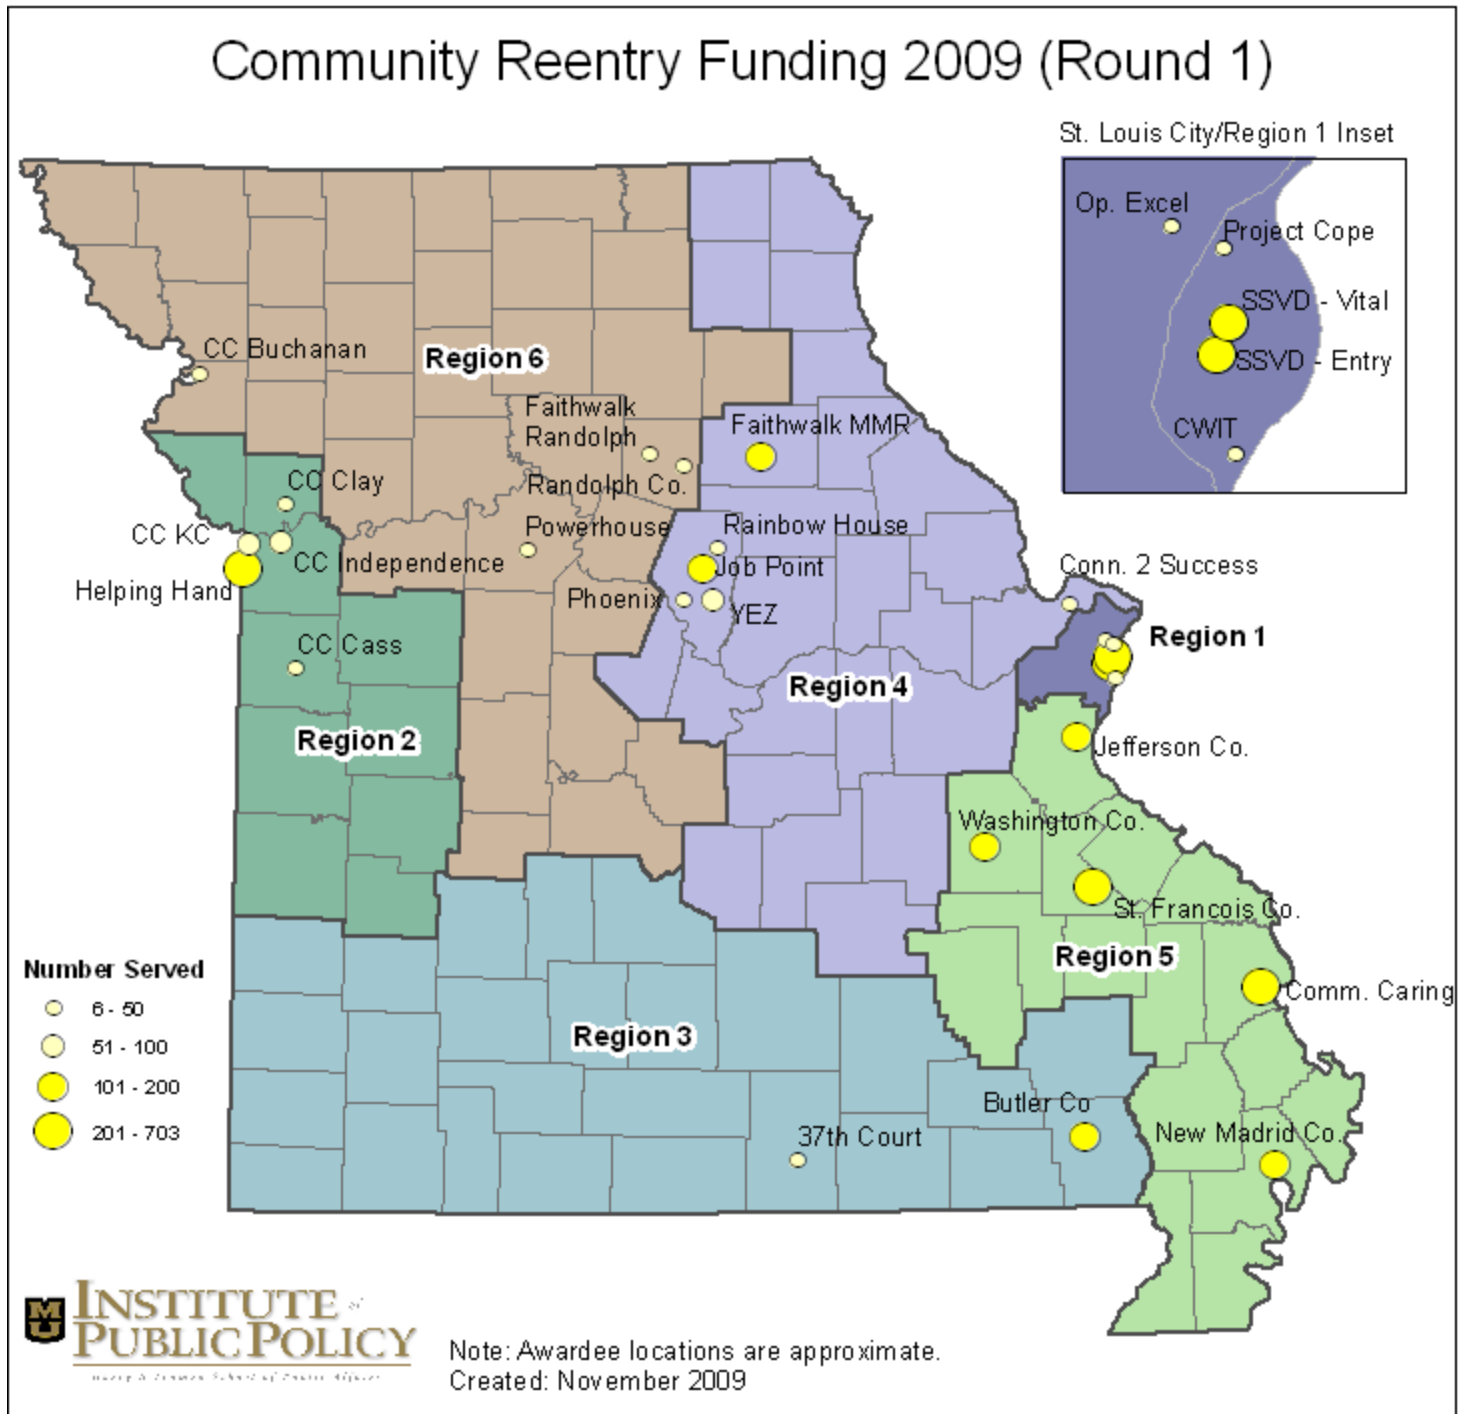 Community Reentry Funding 2009 (Round 1)
St. Louis City/Region 1 Inset
Op. Excel
Project Cope
SSVD - Vital
SSVD - Entry
CWIT
CC Buchanan
Region 6
Faithwalk
Randolph
Faithwalk MMR
Randolph Co.
CC Clay
Powerhouse
Rainbow House
CC KC
CC Independence
Job Point
Conn. 2 Success
Helping Hand
Phoenix
YEZ
Region 1
CC Cass
Region 4
Region 2
Jefferson Co.
Washington Co.
St. Francois Co.
Region 5
Number Served
6 - 50
51 - 100
101 - 200
201 - 703
Comm. Caring
Region 3
Butler Co
37th Court
New Madrid Co.
MU
INSTITUTE of
PUBLIC POLICY
Note: Awardee locations are approximate.
Created: November 2009